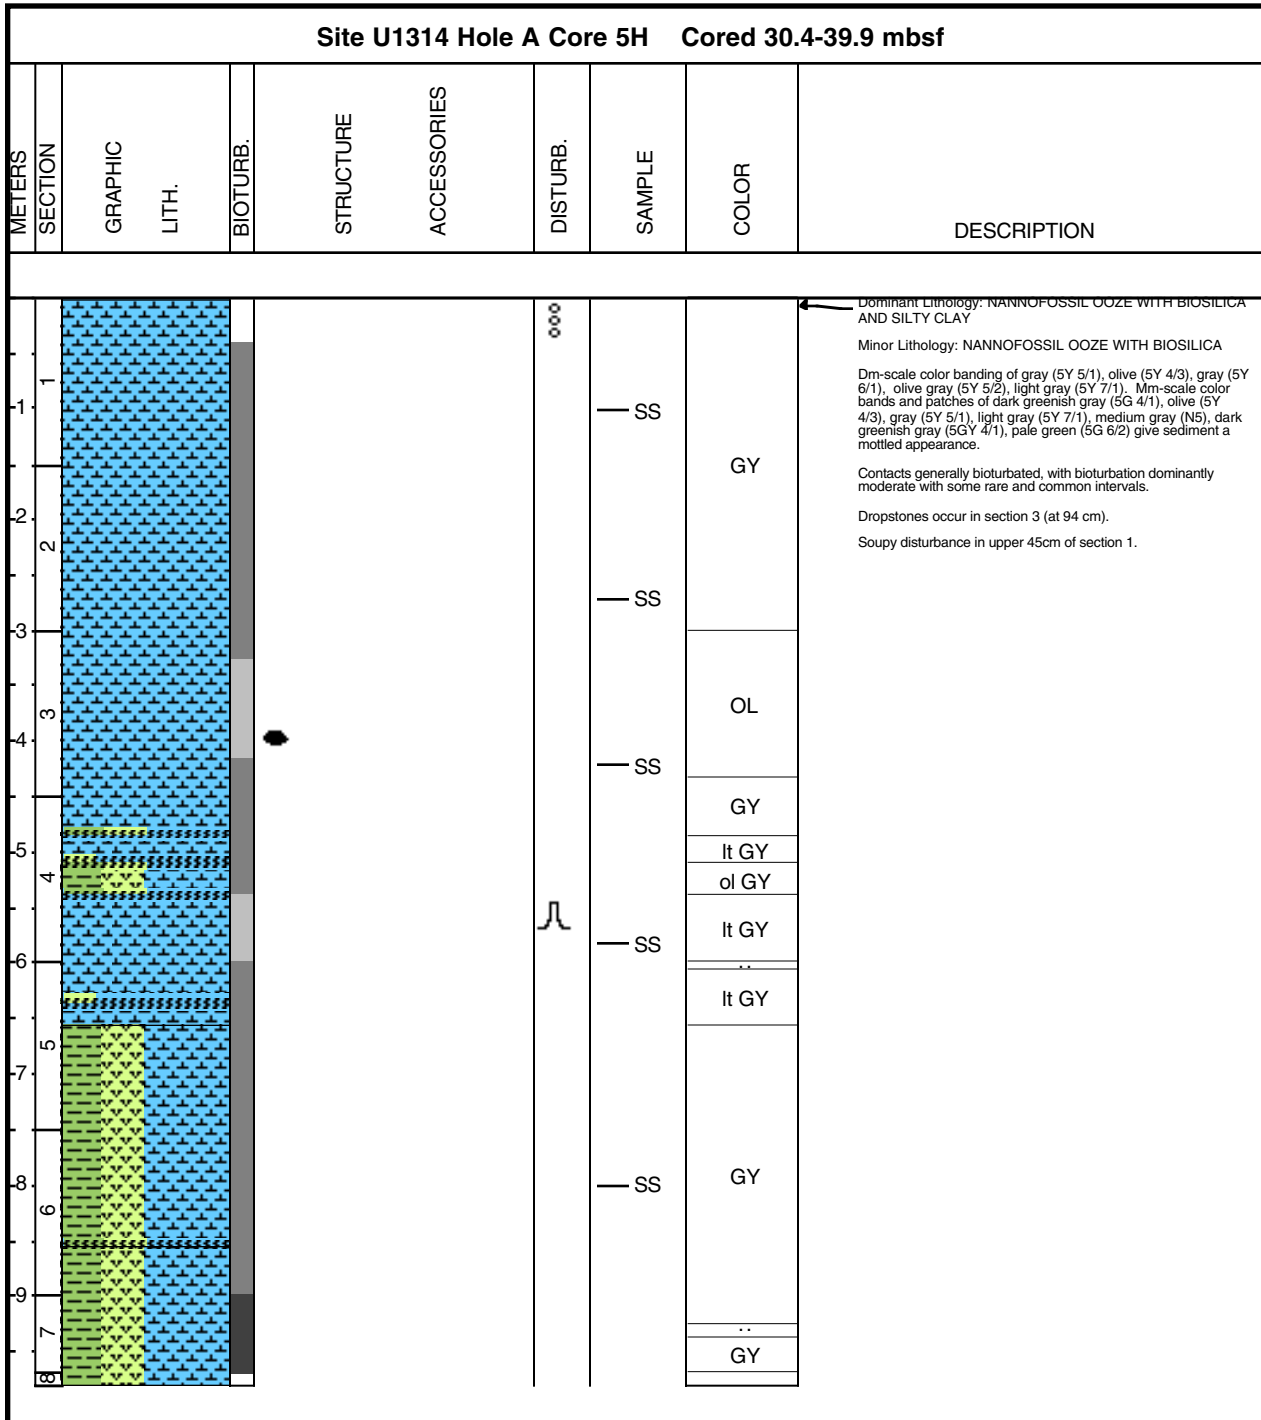 Site U1314 Hole A Core 5H Cored 30.4-39.9 mbsf
METERS
SECTION
GRAPHIC
LITH.
BIOTURB.
STRUCTURE
ACCESSORIES
DISTURB.
SAMPLE
COLOR
DESCRIPTION
Dominant Lithology: NANNOFOSSIL OOZE WITH BIOSILICA
AND SILTY CLAY
Minor Lithology: NANNOFOSSIL OOZE WITH BIOSILICA
Dm-scale color banding of gray (5Y 5/1), olive (5Y 4/3), gray (5Y
6/1), olive gray (5Y 5/2), light gray (5Y 7/1). Mm-scale color
bands and patches of dark greenish gray (5G 4/1), olive (5Y
4/3), gray (5Y 5/1), light gray (5Y 7/1), medium gray (N5), dark
greenish gray (5GY 4/1), pale green (5G 6/2) give sediment a
mottled appearance.
Contacts generally bioturbated, with bioturbation dominantly
moderate with some rare and common intervals.
Dropstones occur in section 3 (at 94 cm).
Soupy disturbance in upper 45cm of section 1.
1
1
SS
GY
2
2
SS
3
3
OL
4
SS
GY
5
lt GY
4
ol GY
lt GY
SS
6
..
lt GY
5
7
GY
8
SS
6
9
..
7
GY
8